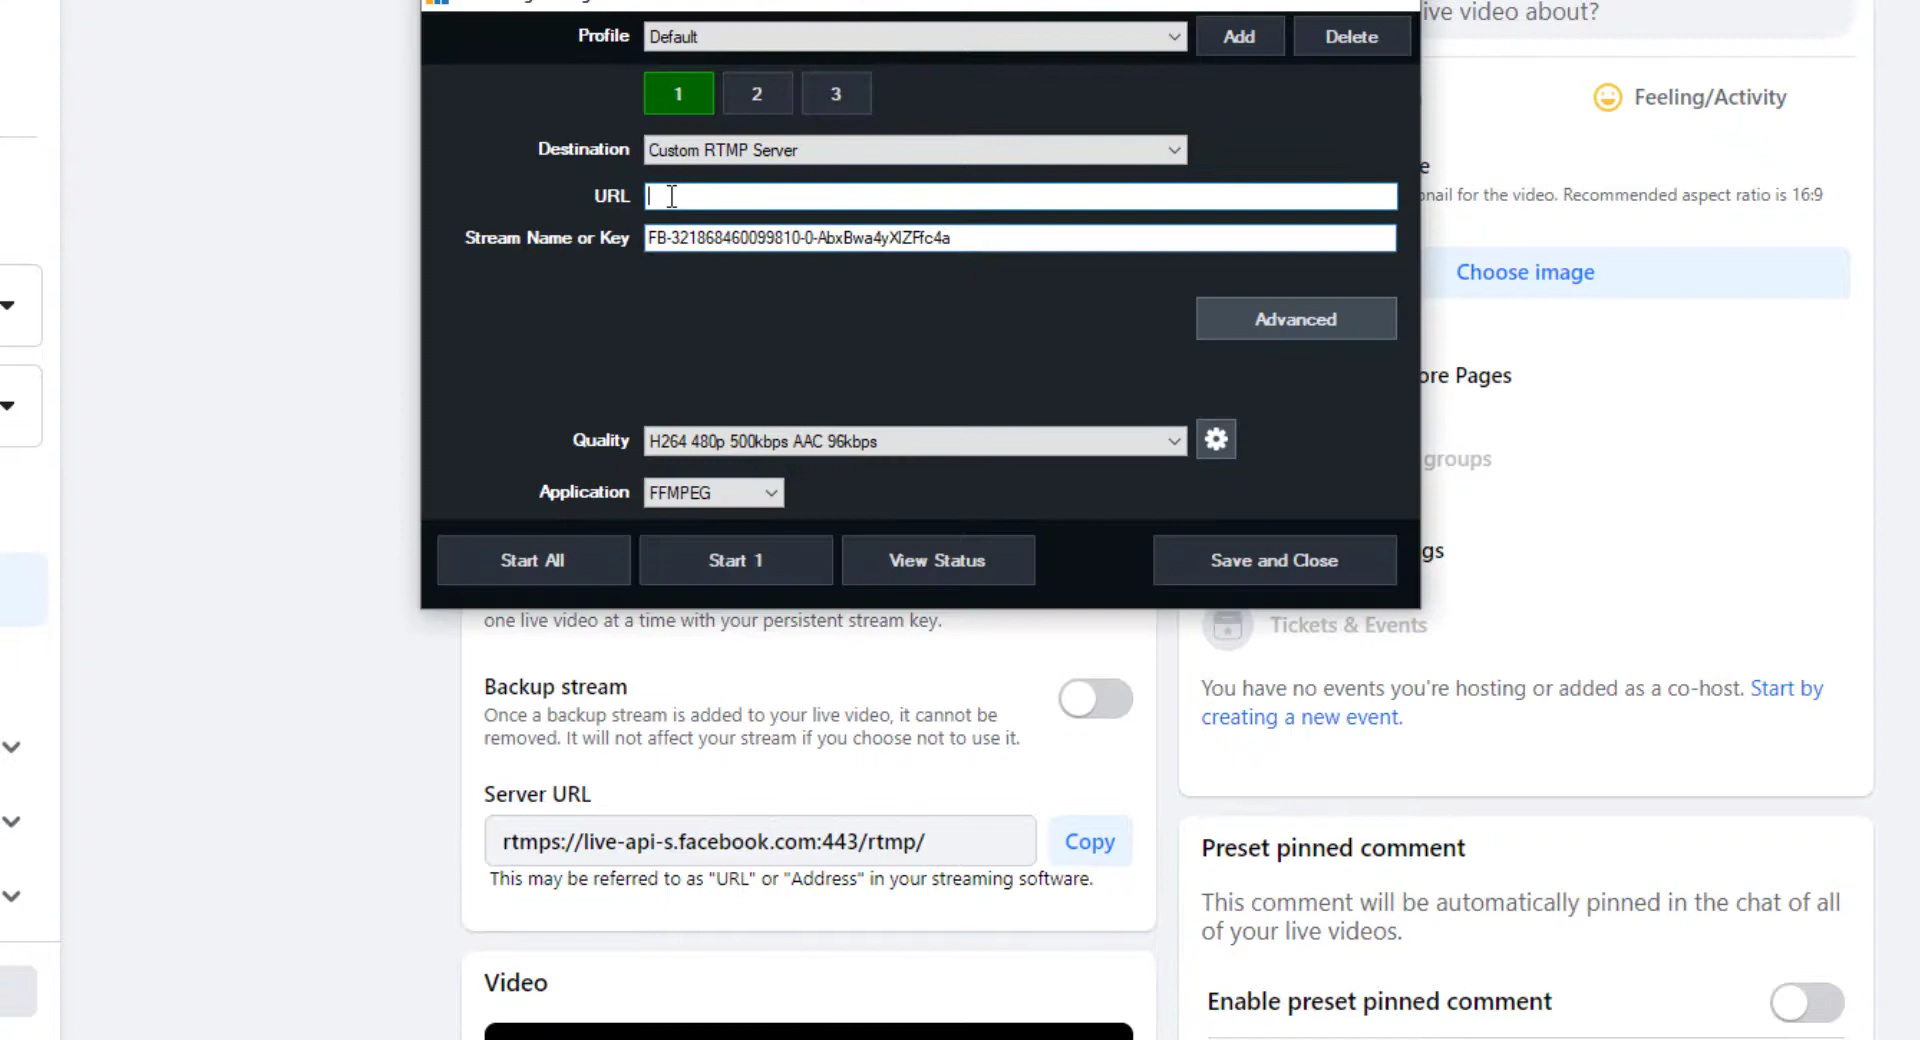 ive video about?
Profile
Default
Add
Delete
1
2
3
Feeling/Activity
Destination
Custom RTMP Server
URL
nail for the video. Recommended aspect ratio is 16:9
Stream Name or Key
FB-321868460099810-0-AbxBwa4yXlZFfc4a
Choose image
Advanced
ore Pages
Quality
H264 480p 500kbps AAC 96kbps
groups
Application
FFMPEG
Start All
Start 1
View Status
Save and Close
gs
one live video at a time with your persistent stream key.
Tickets & Events
Backup stream
Once a backup stream is added to your live video, it cannot be
removed. It will not affect your stream if you choose not to use it.
You have no events you're hosting or added as a co-host. Start by
creating a new event.
Server URL
rtmps://live-api-s.facebook.com:443/rtmp/
Copy
This may be referred to as "URL" or "Address" in your streaming software.
Preset pinned comment
This comment will be automatically pinned in the chat of all
of your live videos.
Video
Enable preset pinned comment